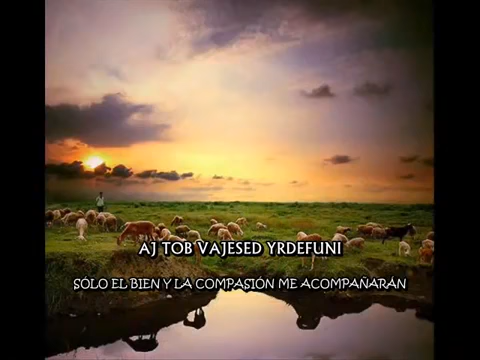 AJ TOB VAJESED YRDEFUNI
SÓLO EL BIEN Y LA COMPASIÓN ME ACOMPAÑARÁN